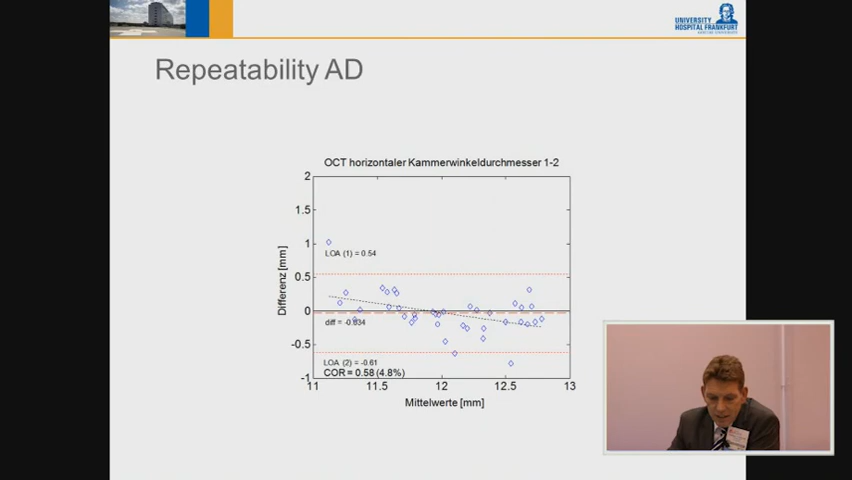 UNIVERSITY
HOSPITAL FRANKFURT
Repeatability AD
OCT horizontaler Kammerwinkeldurchmesser 1-2
2
1.5
1
0.5
0
-0.5
-1
Differenz [mm]
LOA (1) = 0.54
diff = -0.034
LOA (2) = -0.61
COR = 0.58 (4.8%)
11
11.5
12
12.5
13
Mittelwerte [mm]